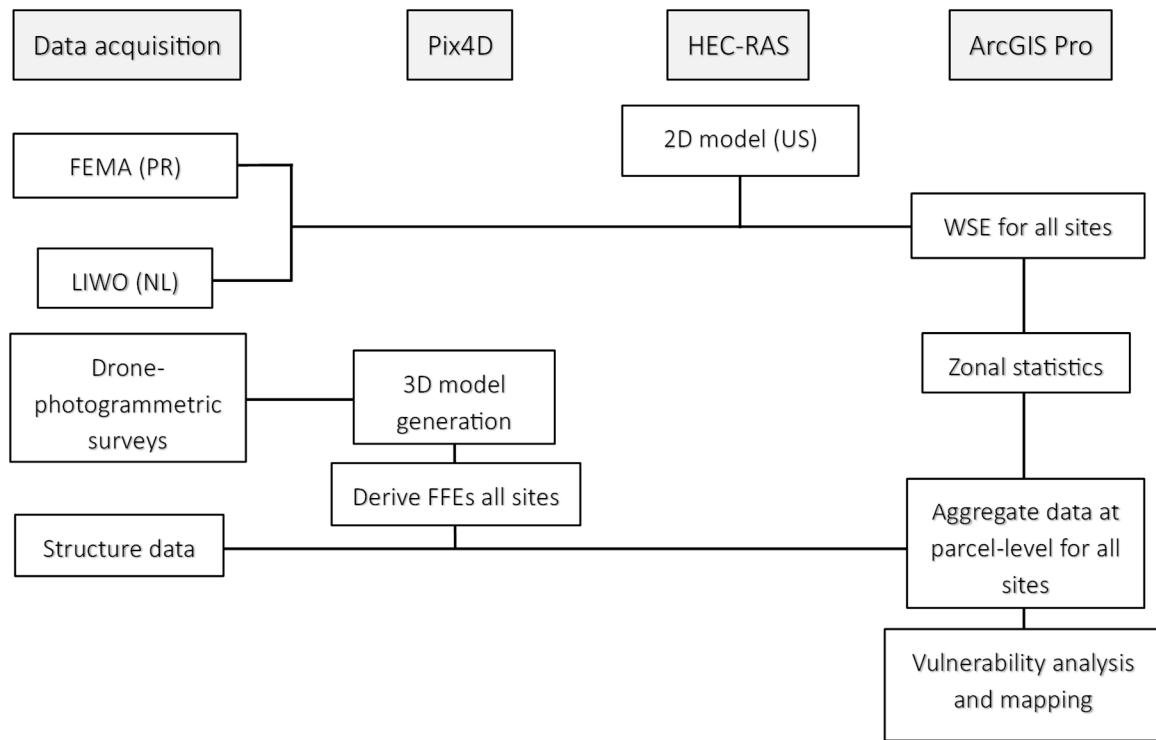 Data acquisition
Pix4D
HEC-RAS
ArcGIS Pro
2D model (US)
FEMA (PR)
WSE for all sites
LIWO (NL)
Drone-
photogrammetric
surveys
3D model
generation
Zonal statistics
Derive FFEs all sites
Structure data
Aggregate data at
parcel-level for all
sites
Vulnerability analysis
and mapping